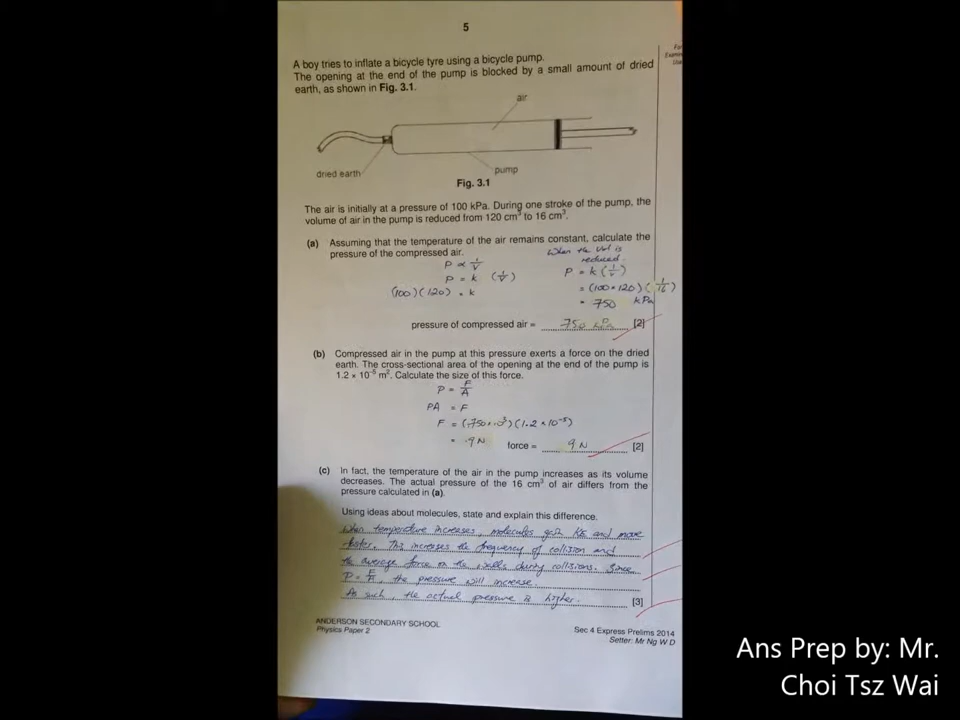 5
For
Examiner's
Use
A boy tries to inflate a bicycle tyre using a bicycle pump.
The opening at the end of the pump is blocked by a small amount of dried
earth, as shown in Fig. 3.1.
air
dried earth
pump
Fig. 3.1
The air is initially at a pressure of 100 kPa. During one stroke of the pump, the
volume of air in the pump is reduced from 120 cm³ to 16 cm³.
(a) Assuming that the temperature of the air remains constant, calculate the
pressure of the compressed air.
When the Vol is
reduced.
P ∝ 1/V
P = k (1/V)
(100)(120) = k
P = k(1/V)
= (100×120)(1/16)
= 750 kPa
pressure of compressed air = 750 kPa [2]
(b) Compressed air in the pump at this pressure exerts a force on the dried
earth. The cross-sectional area of the opening at the end of the pump is
1.2 × 10⁻⁵ m². Calculate the size of this force.
P = F/A
PA = F
F = (750×10³)(1.2×10⁻⁵)
= 9N
force = 9 N [2]
(c) In fact, the temperature of the air in the pump increases as its volume
decreases. The actual pressure of the 16 cm³ of air differs from the
pressure calculated in (a).
Using ideas about molecules, state and explain this difference.
When temperature increases, molecules gain KE and move
faster. This increases the frequency of collision and
the average force on the walls during collisions. Since
P = F/A, the pressure will increase.
As such, the actual pressure is higher. [3]
ANDERSON SECONDARY SCHOOL
Physics Paper 2
Sec 4 Express Prelims 2014
Setter: Mr Ng W D
Ans Prep by: Mr.
Choi Tsz Wai